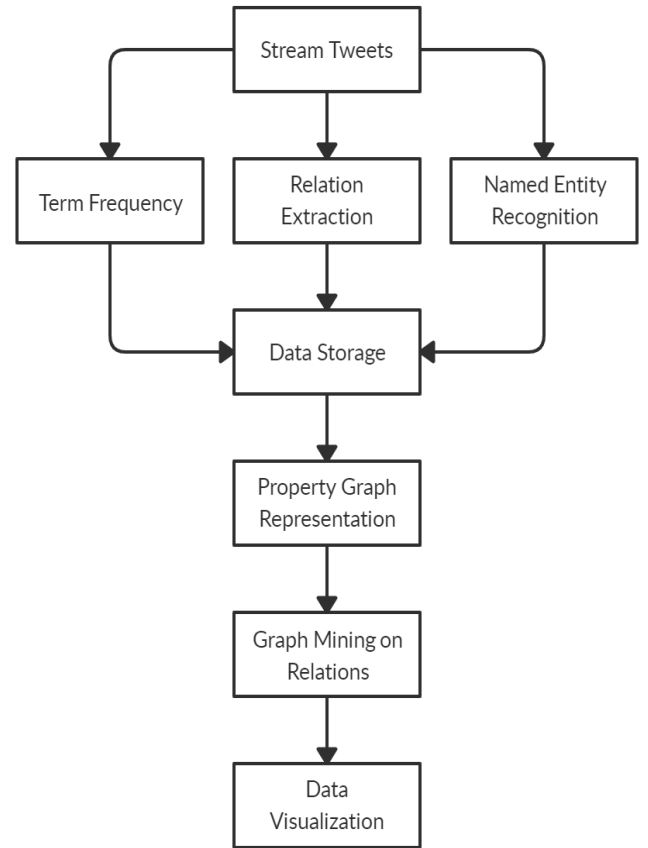 Stream Tweets
Term Frequency
Relation
Extraction
Named Entity
Recognition
Data Storage
Property Graph
Representation
Graph Mining on
Relations
Data
Visualization